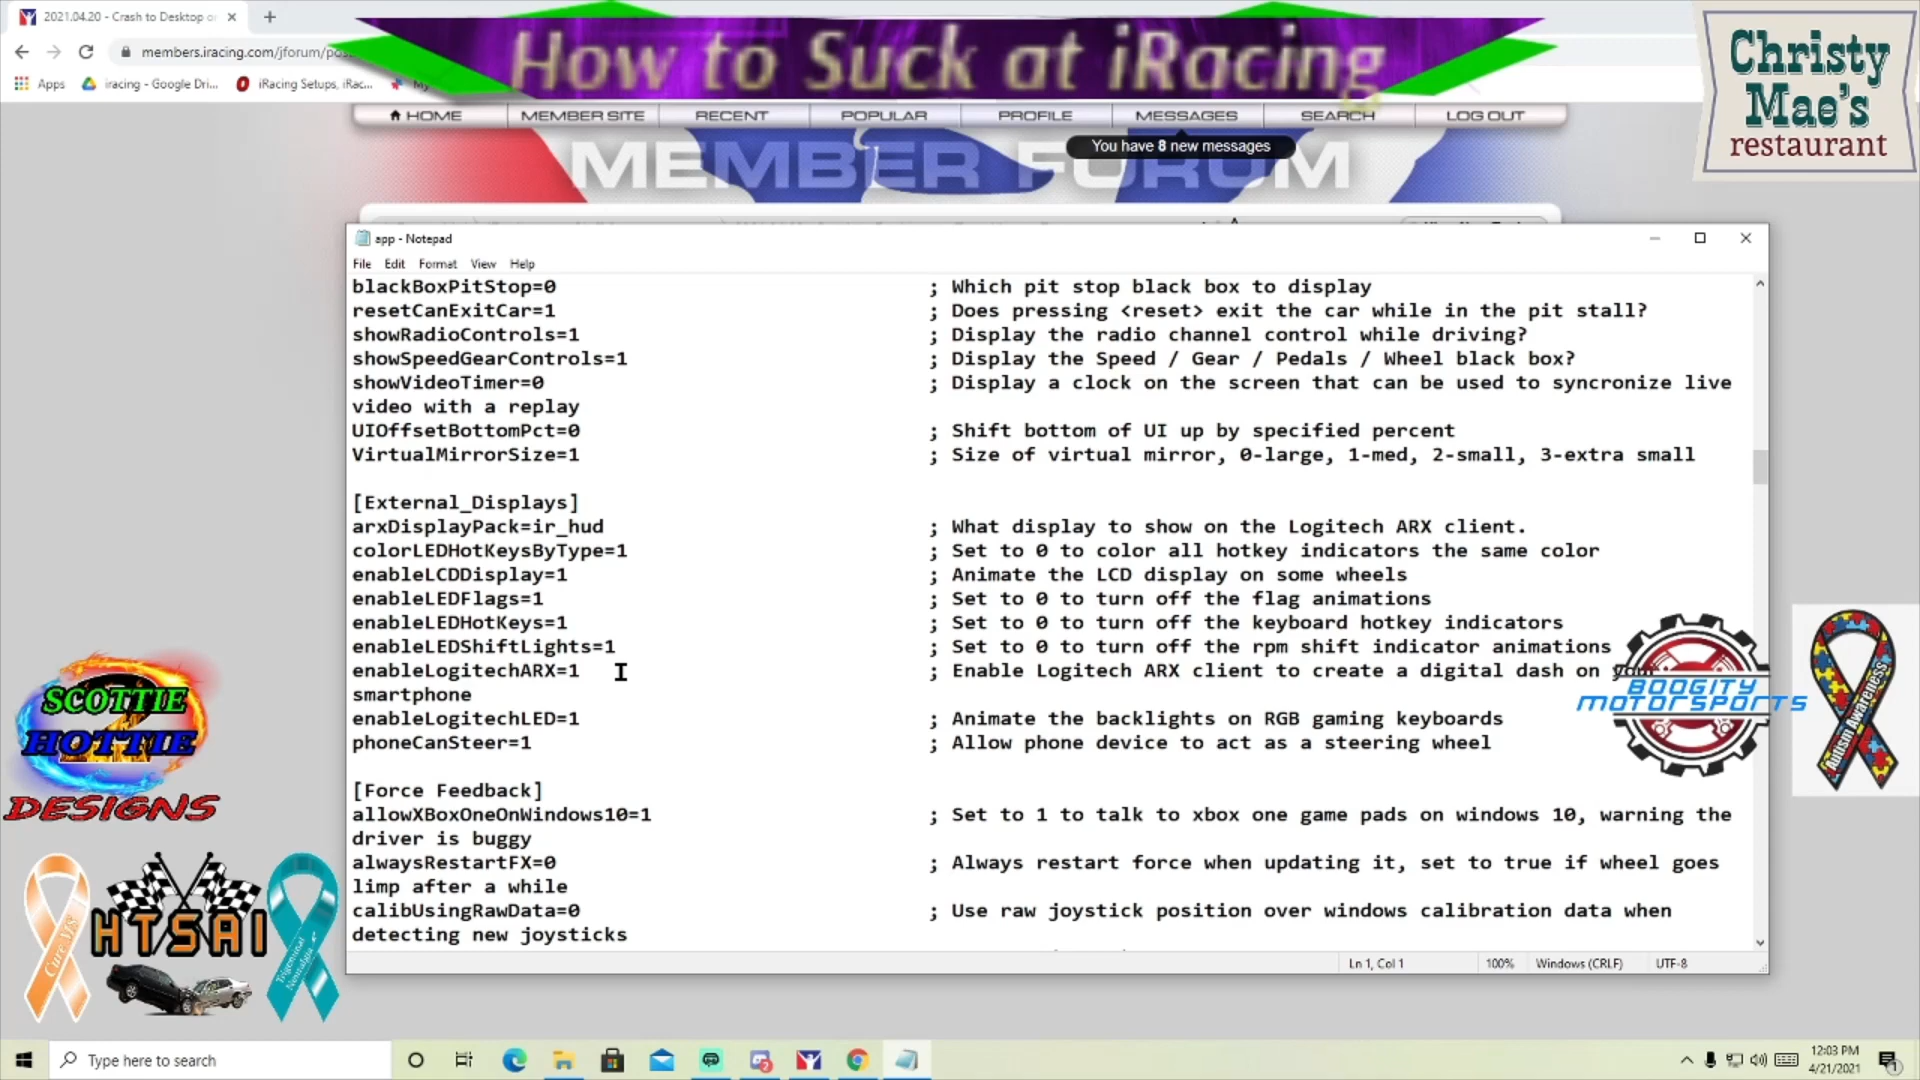 2021.04.20 - Crash to Desktop o
How to Suck at iRacing
members.iracing.com/jforum/po
Apps
iracing - Google Dri...
iRacing Setups, iRac...
My
Christy
Mae's
restaurant
HOME
MEMBER SITE
RECENT
POPULAR
PROFILE
MESSAGES
SEARCH
LOG OUT
You have 8 new messages
MEMBER FORUM
app - Notepad
File Edit Format View Help
blackBoxPitStop=0 ; Which pit stop black box to display
resetCanExitCar=1 ; Does pressing <reset> exit the car while in the pit stall?
showRadioControls=1 ; Display the radio channel control while driving?
showSpeedGearControls=1 ; Display the Speed / Gear / Pedals / Wheel black box?
showVideoTimer=0 ; Display a clock on the screen that can be used to syncronize live
video with a replay
UIOffsetBottomPct=0 ; Shift bottom of UI up by specified percent
VirtualMirrorSize=1 ; Size of virtual mirror, 0-large, 1-med, 2-small, 3-extra small
[External_Displays]
arxDisplayPack=ir_hud ; What display to show on the Logitech ARX client.
colorLEDHotKeysByType=1 ; Set to 0 to color all hotkey indicators the same color
enableLCDDisplay=1 ; Animate the LCD display on some wheels
enableLEDFlags=1 ; Set to 0 to turn off the flag animations
enableLEDHotKeys=1 ; Set to 0 to turn off the keyboard hotkey indicators
enableLEDShiftLights=1 ; Set to 0 to turn off the rpm shift indicator animations
enableLogitechARX=1 ; Enable Logitech ARX client to create a digital dash on your
smartphone
enableLogitechLED=1 ; Animate the backlights on RGB gaming keyboards
phoneCanSteer=1 ; Allow phone device to act as a steering wheel
[Force Feedback]
allowXBoxOneOnWindows10=1 ; Set to 1 to talk to xbox one game pads on windows 10, warning the
driver is buggy
alwaysRestartFX=0 ; Always restart force when updating it, set to true if wheel goes
limp after a while
calibUsingRawData=0 ; Use raw joystick position over windows calibration data when
detecting new joysticks
Ln 1, Col 1
100%
Windows (CRLF)
UTF-8
SCOTTIE
2
HOTTIE
DESIGNS
Cure MS
HTSAI
Trigeminal
Neuralgia
BOOGITY
MOTORSPORTS
Autism Awareness
Type here to search
2
12:03 PM
4/21/2021
1